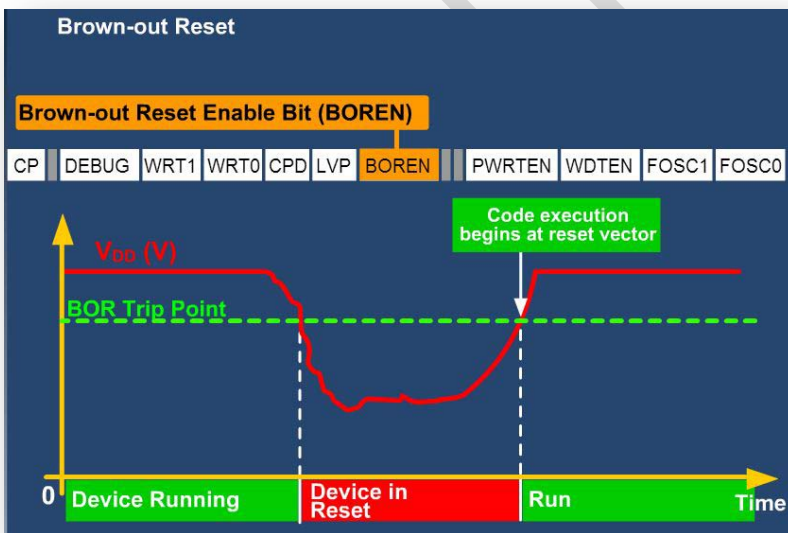 Brown-out Reset
Brown-out Reset Enable Bit (BOREN)
CP DEBUG WRT1 WRT0 CPD LVP BOREN PWRTEN WDTEN FOSC1 FOSC0
Code execution
begins at reset vector
VDD (V)
BOR Trip Point
0
Device Running
Device in
Reset
Run
Time